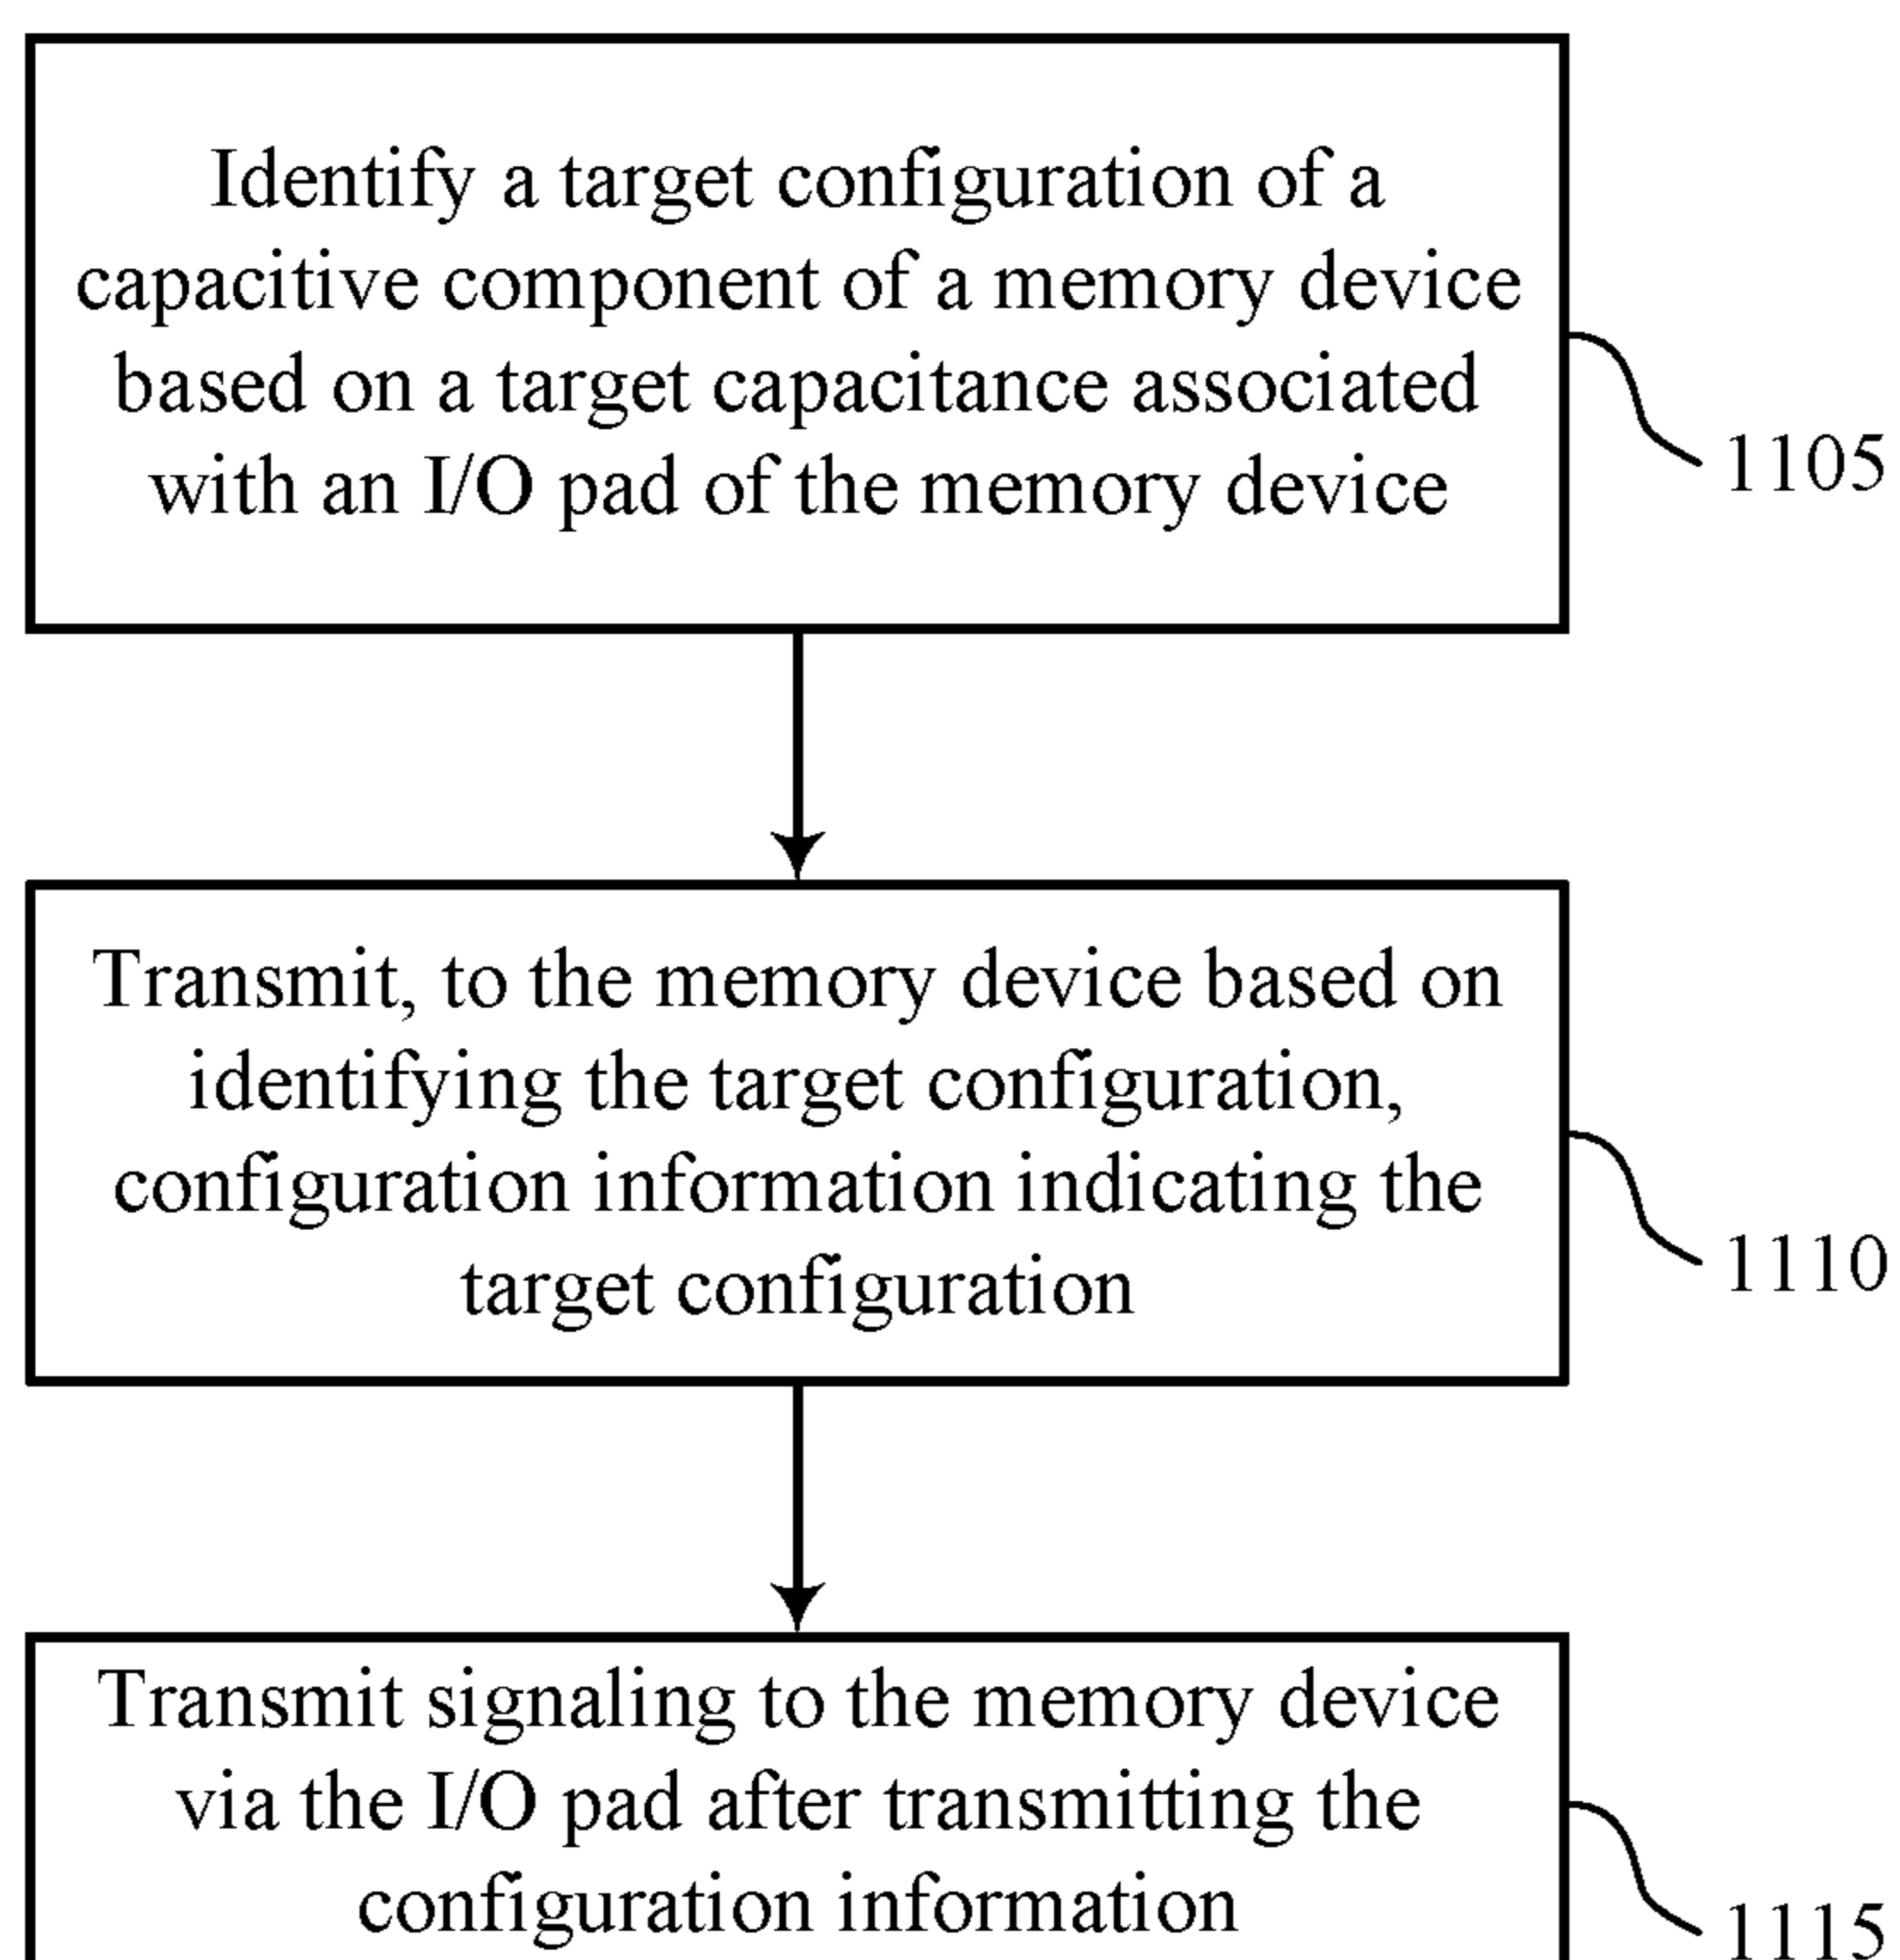 Identify a target configuration of a
capacitive component of a memory device
based on a target capacitance associated
with an I/O pad of the memory device
1105
Transmit, to the memory device based on
identifying the target configuration,
configuration information indicating the
target configuration
1110
Transmit signaling to the memory device
via the I/O pad after transmitting the
configuration information
1115